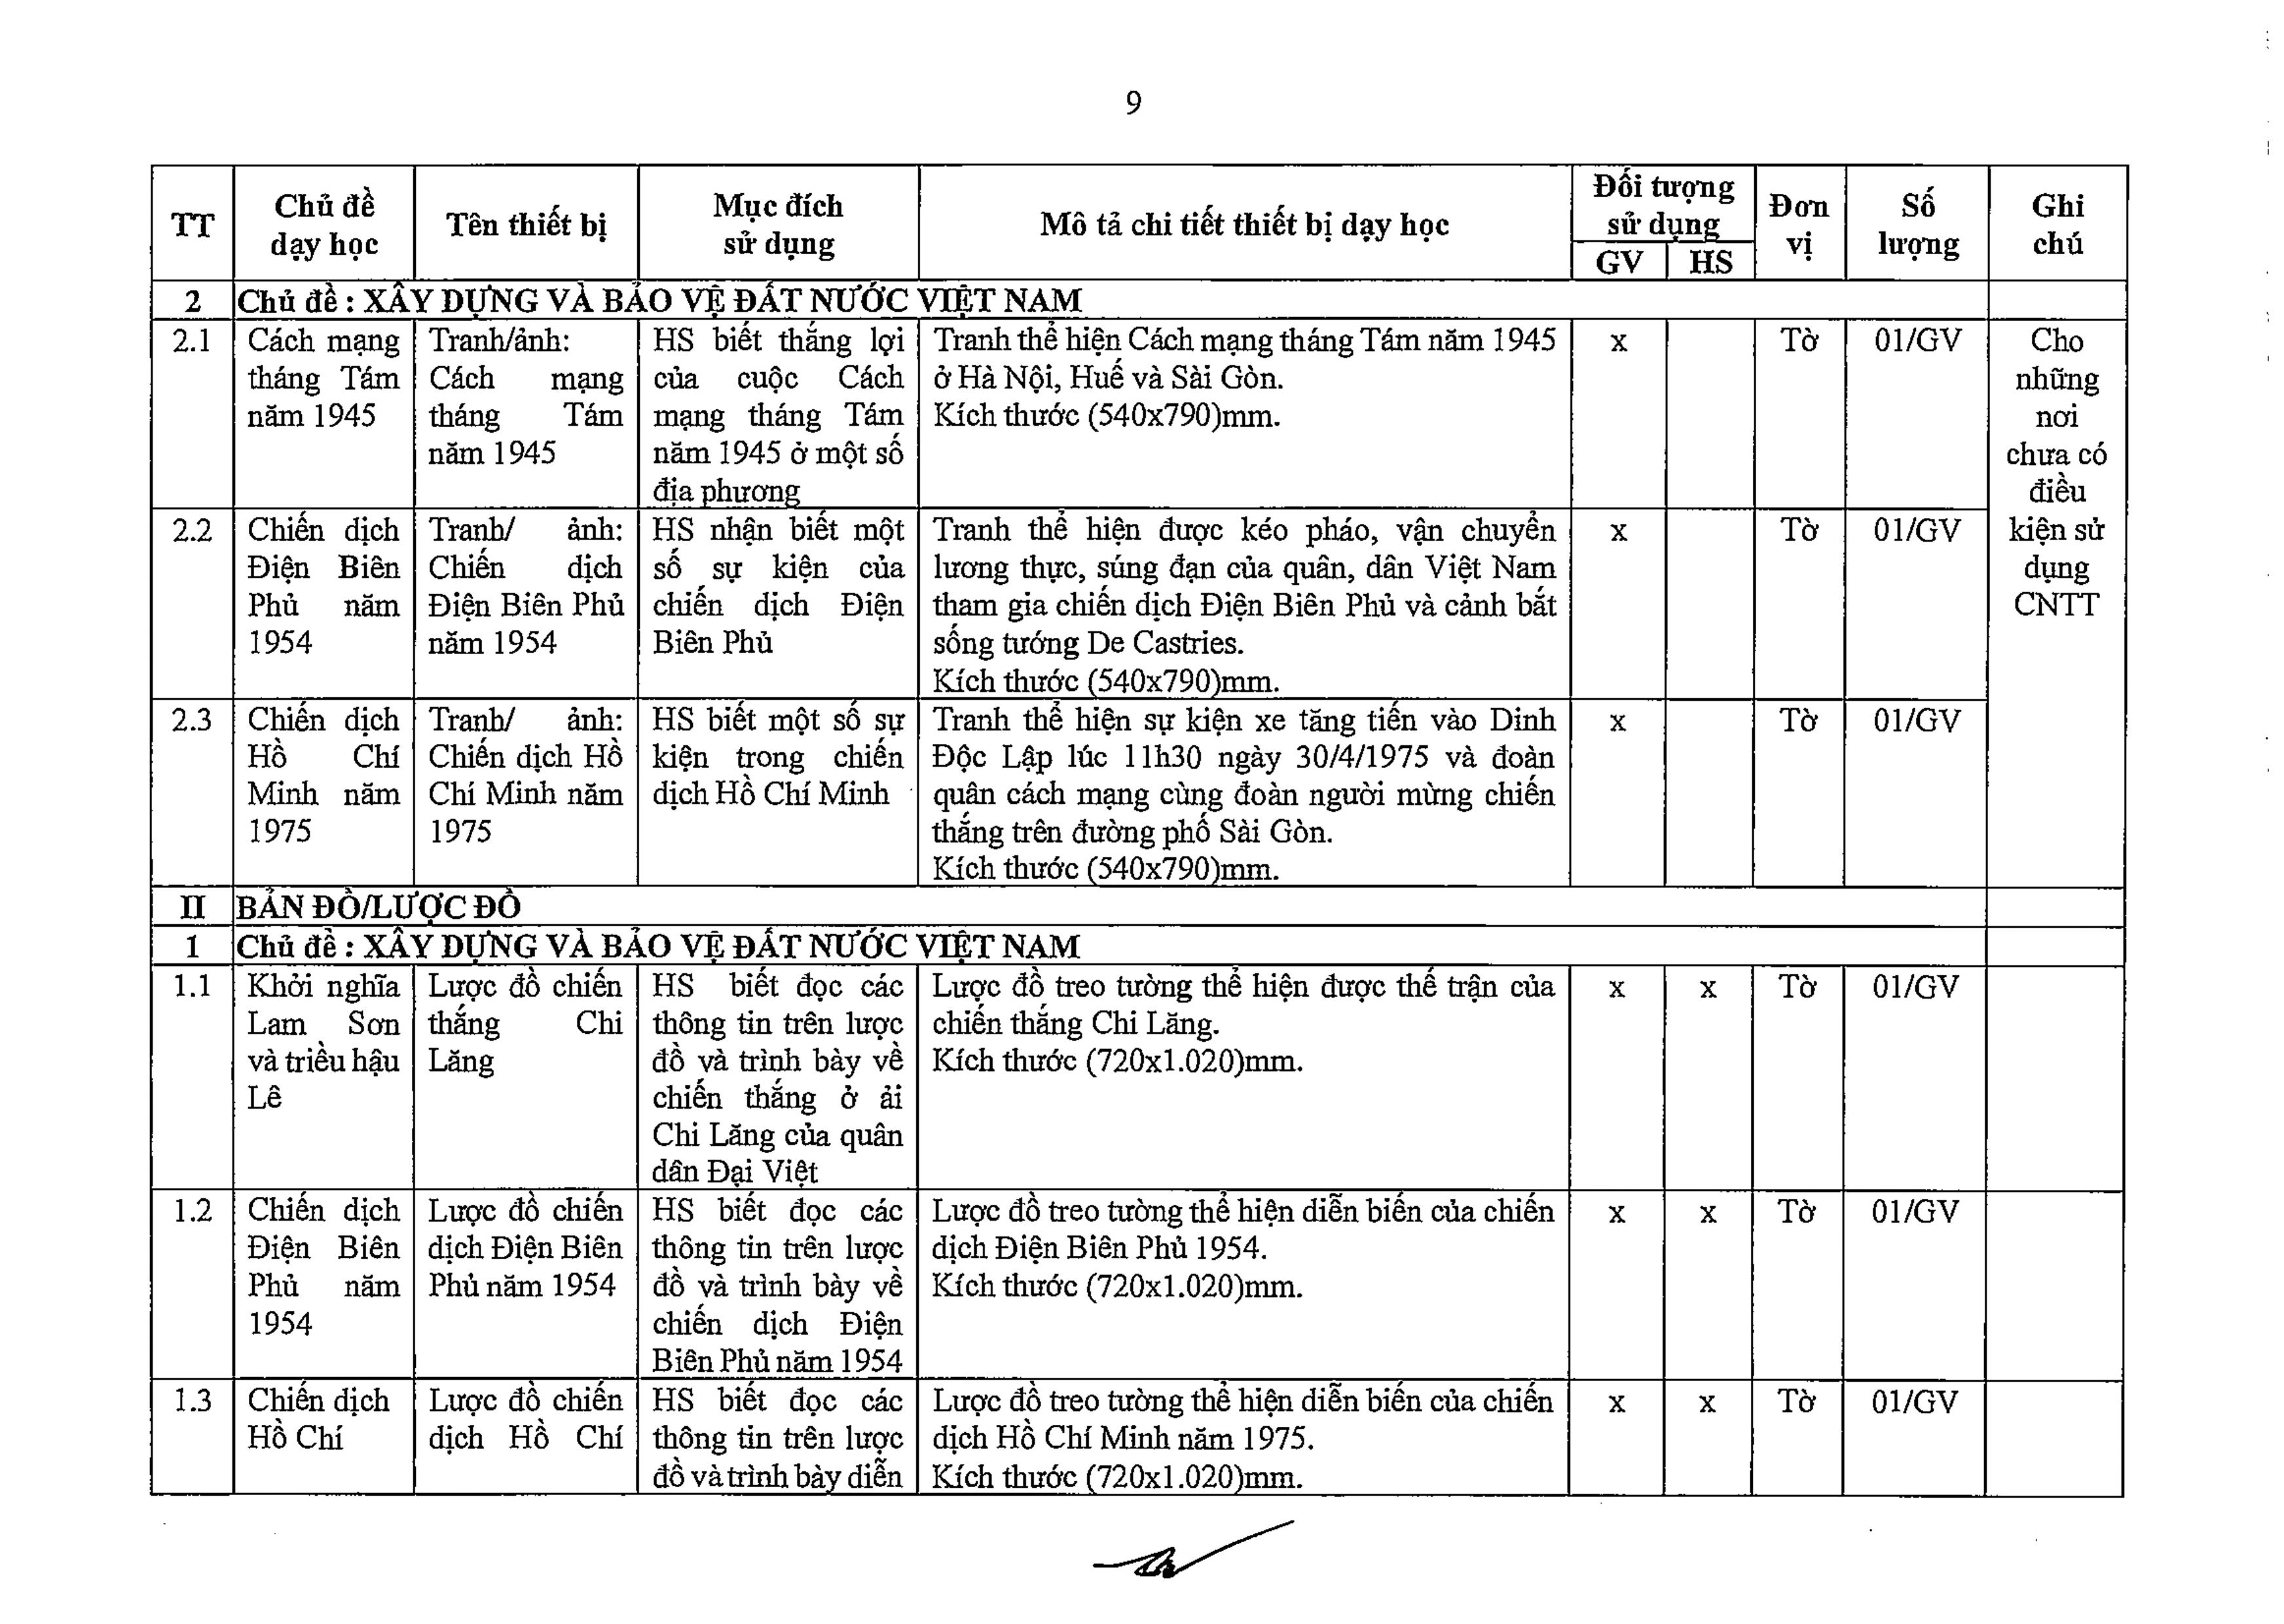 9
TT
Chủ đề
dạy học
Tên thiết bị
Mục đích
sử dụng
Mô tả chi tiết thiết bị dạy học
Đối tượng
sử dụng
GV
HS
Đơn
vị
Số
lượng
Ghi
chú
2
Chủ đề : XÂY DỰNG VÀ BẢO VỆ ĐẤT NƯỚC VIỆT NAM
2.1
Cách mạng
tháng Tám
năm 1945
Tranh/ảnh:
Cách mạng
tháng Tám
năm 1945
HS biết thắng lợi
của cuộc Cách
mạng tháng Tám
năm 1945 ở một số
địa phương
Tranh thể hiện Cách mạng tháng Tám năm 1945
ở Hà Nội, Huế và Sài Gòn.
Kích thước (540x790)mm.
x
Tờ
01/GV
Cho
những
nơi
chưa có
điều
kiện sử
dụng
CNTT
2.2
Chiến dịch
Điện Biên
Phủ năm
1954
Tranh/ ảnh:
Chiến dịch
Điện Biên Phủ
năm 1954
HS nhận biết một
số sự kiện của
chiến dịch Điện
Biên Phủ
Tranh thể hiện được kéo pháo, vận chuyển
lương thực, súng đạn của quân, dân Việt Nam
tham gia chiến dịch Điện Biên Phủ và cảnh bắt
sống tướng De Castries.
Kích thước (540x790)mm.
x
Tờ
01/GV
2.3
Chiến dịch
Hồ Chí
Minh năm
1975
Tranh/ ảnh:
Chiến dịch Hồ
Chí Minh năm
1975
HS biết một số sự
kiện trong chiến
dịch Hồ Chí Minh
Tranh thể hiện sự kiện xe tăng tiến vào Dinh
Độc Lập lúc 11h30 ngày 30/4/1975 và đoàn
quân cách mạng cùng đoàn người mừng chiến
thắng trên đường phố Sài Gòn.
Kích thước (540x790)mm.
x
Tờ
01/GV
II
BẢN ĐỒ/LƯỢC ĐỒ
1
Chủ đề : XÂY DỰNG VÀ BẢO VỆ ĐẤT NƯỚC VIỆT NAM
1.1
Khởi nghĩa
Lam Sơn
và triều hậu
Lê
Lược đồ chiến
thắng Chi
Lăng
HS biết đọc các
thông tin trên lược
đồ và trình bày về
chiến thắng ở ải
Chi Lăng của quân
dân Đại Việt
Lược đồ treo tường thể hiện được thế trận của
chiến thắng Chi Lăng.
Kích thước (720x1.020)mm.
x
x
Tờ
01/GV
1.2
Chiến dịch
Điện Biên
Phủ năm
1954
Lược đồ chiến
dịch Điện Biên
Phủ năm 1954
HS biết đọc các
thông tin trên lược
đồ và trình bày về
chiến dịch Điện
Biên Phủ năm 1954
Lược đồ treo tường thể hiện diễn biến của chiến
dịch Điện Biên Phủ 1954.
Kích thước (720x1.020)mm.
x
x
Tờ
01/GV
1.3
Chiến dịch
Hồ Chí
Lược đồ chiến
dịch Hồ Chí
HS biết đọc các
thông tin trên lược
đồ và trình bày diễn
Lược đồ treo tường thể hiện diễn biến của chiến
dịch Hồ Chí Minh năm 1975.
Kích thước (720x1.020)mm.
x
x
Tờ
01/GV